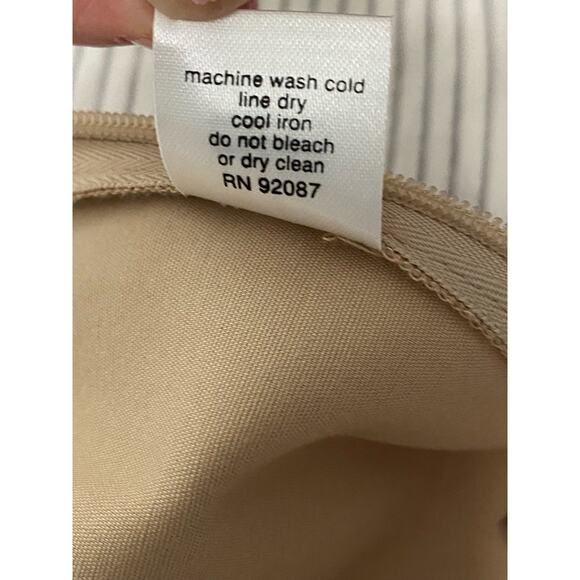 machine wash cold
line dry
cool iron
do not bleach
or dry clean
RN 92087